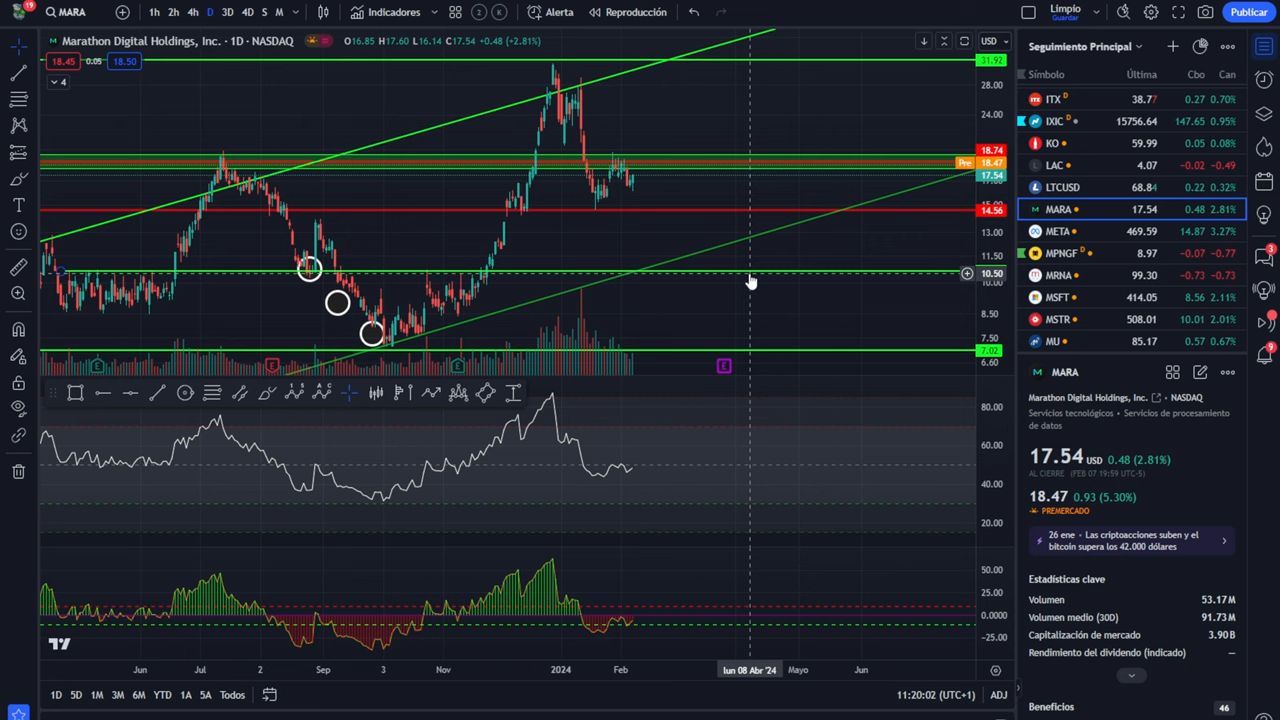 19
MARA
1h 2h 4h D 3D 4D S M
Indicadores
2 K
Alerta
Reproducción
Limpio
Guardar
Publicar
Marathon Digital Holdings, Inc. · 1D · NASDAQ
O16.85 H17.60 L16.14 C17.54 +0.48 (+2.81%)
USD
18.45 0.05 18.50
4
31.92
28.00
24.00
18.74
Pre 18.47
17.54
14.56
13.00
11.50
10.50
10.00
8.50
7.50
7.02
6.60
E E E E
80.00
60.00
40.00
20.00
50.00
25.00
0.0000
−25.00
Jun Jul 2 Sep 3 Nov 2024 Feb lun 08 Abr '24 Mayo Jun
1D 5D 1M 3M 6M YTD 1A 5A Todos
11:20:02 (UTC+1) ADJ
Seguimiento Principal
Símbolo Última Cbo Can
ITX D 38.77 0.27 0.70%
IXIC D 15756.64 147.65 0.95%
KO 59.99 0.05 0.08%
LAC 4.07 −0.02 −0.49
LTCUSD 68.84 0.22 0.32%
MARA 17.54 0.48 2.81%
META 469.59 14.87 3.27%
MPNGF D 8.97 −0.07 −0.77
MRNA 99.30 −0.73 −0.73
MSFT 414.05 8.56 2.11%
MSTR 508.01 10.01 2.01%
MU 85.17 0.57 0.67%
MARA
Marathon Digital Holdings, Inc. · NASDAQ
Servicios tecnológicos · Servicios de procesamiento
de datos
17.54 USD 0.48 (2.81%)
AL CIERRE (FEB 07 19:59 UTC-5)
18.47 0.93 (5.30%)
PREMERCADO
26 ene · Las criptoacciones suben y el
bitcoin supera los 42.000 dólares
Estadísticas clave
Volumen 53.17M
Volumen medio (30D) 91.73M
Capitalización de mercado 3.90B
Rendimiento del dividendo (indicado) —
Beneficios 46
3
9